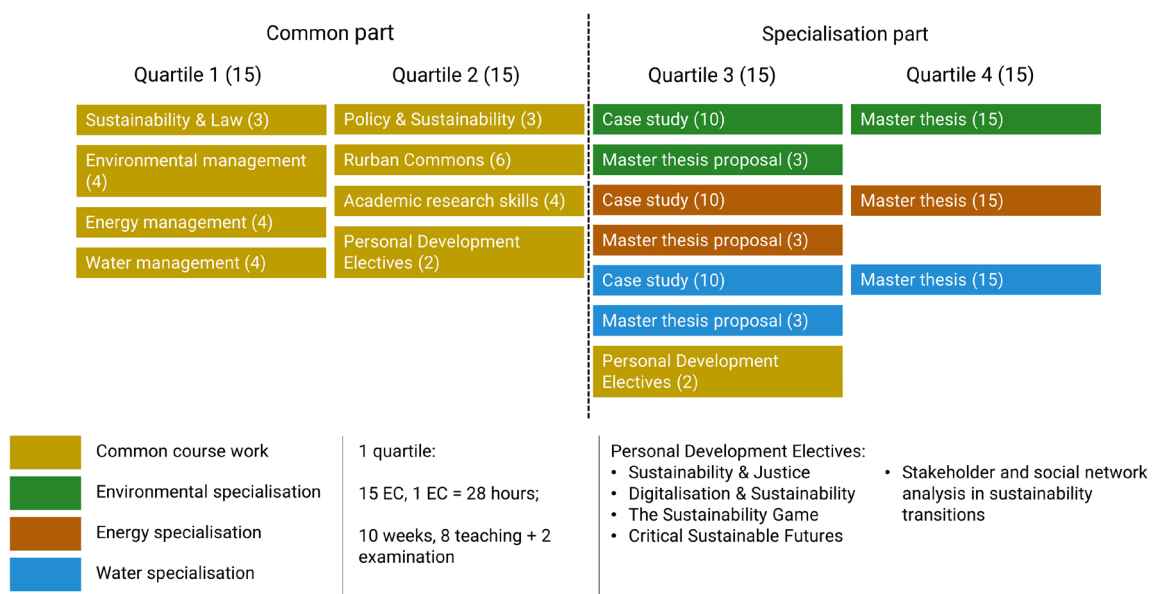 Common part
Specialisation part
Quartile 1 (15)
Quartile 2 (15)
Quartile 3 (15)
Quartile 4 (15)
Sustainability & Law (3)
Environmental management
(4)
Energy management (4)
Water management (4)
Policy & Sustainability (3)
Rurban Commons (6)
Academic research skills (4)
Personal Development
Electives (2)
Case study (10)
Master thesis proposal (3)
Case study (10)
Master thesis proposal (3)
Case study (10)
Master thesis proposal (3)
Personal Development
Electives (2)
Master thesis (15)
Master thesis (15)
Master thesis (15)
Common course work
Environmental specialisation
Energy specialisation
Water specialisation
1 quartile:
15 EC, 1 EC = 28 hours;
10 weeks, 8 teaching + 2
examination
Personal Development Electives:
• Sustainability & Justice
• Digitalisation & Sustainability
• The Sustainability Game
• Critical Sustainable Futures
• Stakeholder and social network
analysis in sustainability
transitions